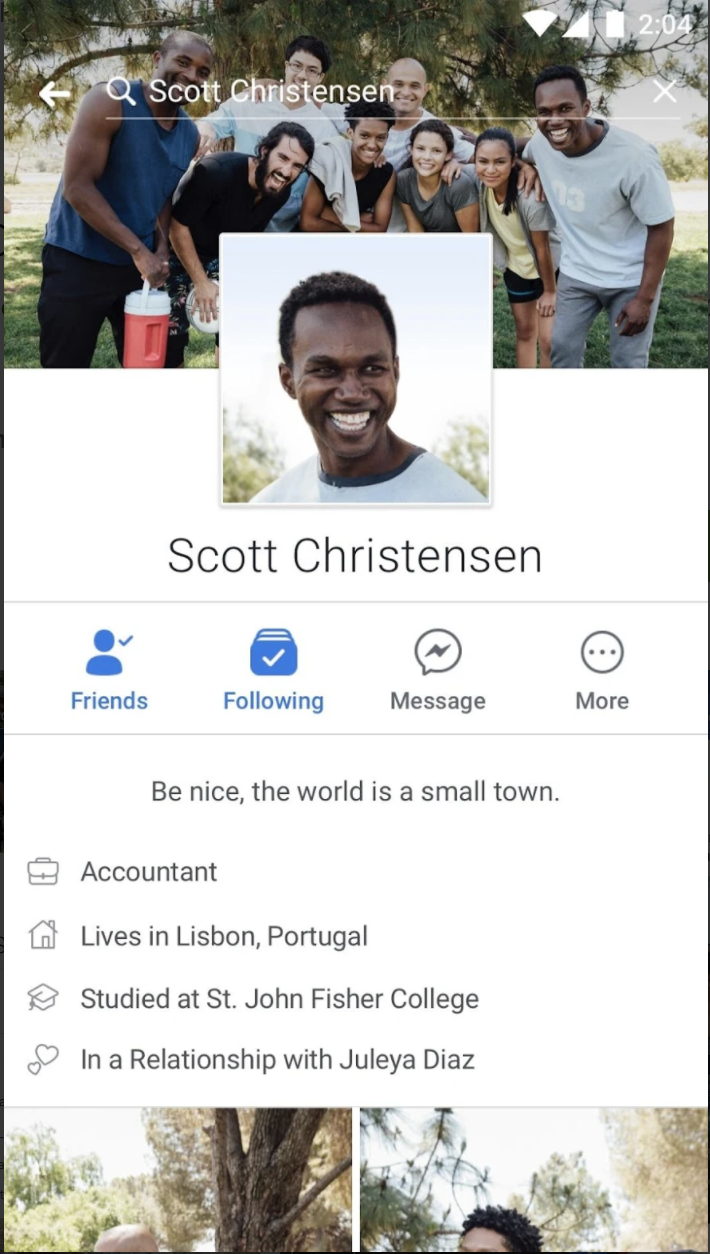 2:04
Scott Christensen
03
Scott Christensen
Friends
Following
Message
More
Be nice, the world is a small town.
Accountant
Lives in Lisbon, Portugal
Studied at St. John Fisher College
In a Relationship with Juleya Diaz